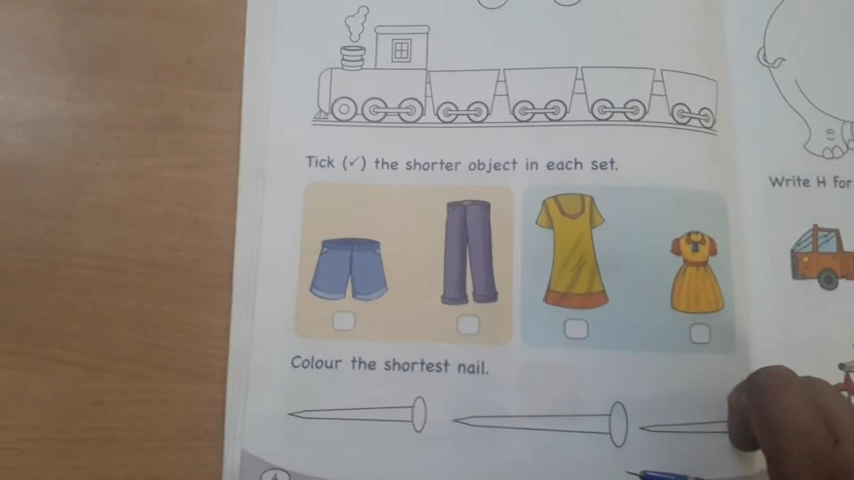 Tick (✓) the shorter object in each set.
Colour the shortest nail.
Write H for